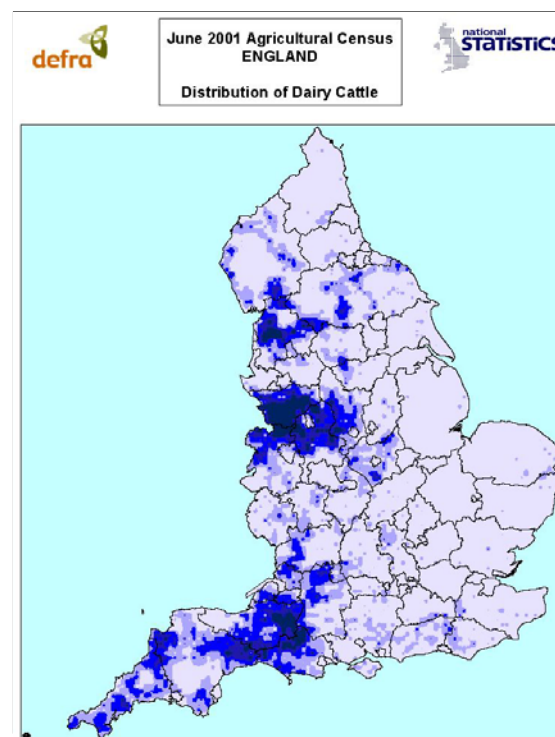 defra
June 2001 Agricultural Census
ENGLAND
Distribution of Dairy Cattle
national
STATISTICS